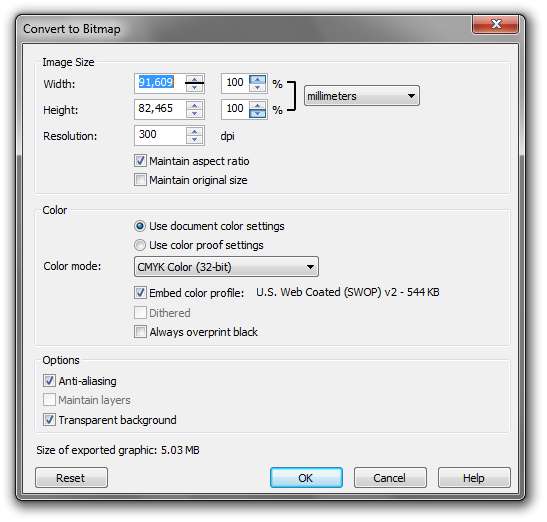 Convert to Bitmap
Image Size
Width: 91,609 100 % millimeters
Height: 82,465 100 %
Resolution: 300 dpi
Maintain aspect ratio
Maintain original size
Color
Use document color settings
Use color proof settings
Color mode: CMYK Color (32-bit)
Embed color profile: U.S. Web Coated (SWOP) v2 - 544 KB
Dithered
Always overprint black
Options
Anti-aliasing
Maintain layers
Transparent background
Size of exported graphic: 5.03 MB
Reset OK Cancel Help